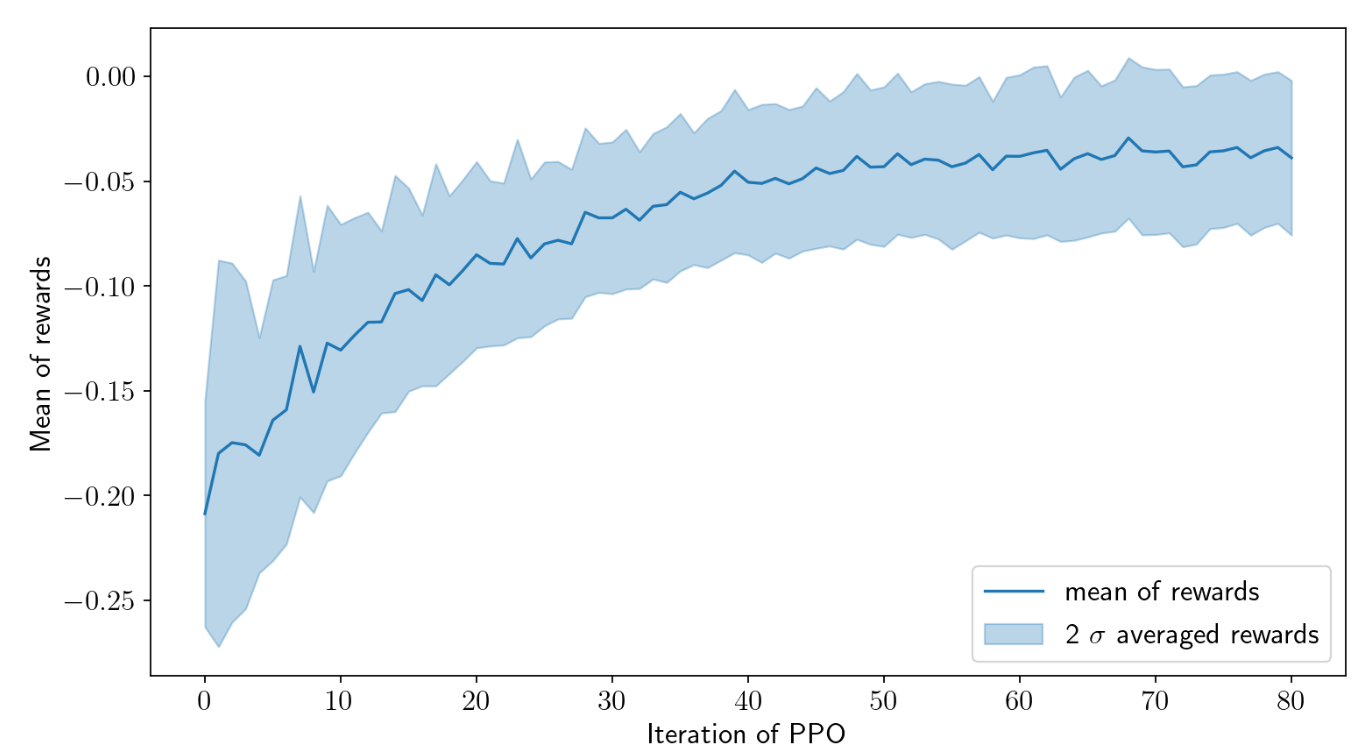 0.00
−0.05
−0.10
−0.15
−0.20
−0.25
Mean of rewards
mean of rewards
2 σ averaged rewards
0 10 20 30 40 50 60 70 80
Iteration of PPO